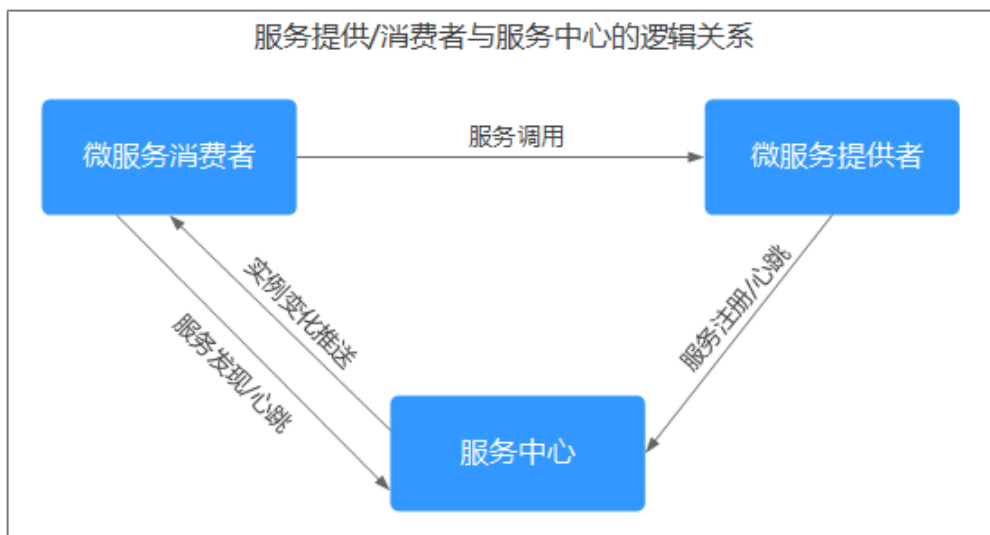 服务提供/消费者与服务中心的逻辑关系
微服务消费者
服务调用
微服务提供者
实例变化推送
服务发现/心跳
服务注册/心跳
服务中心